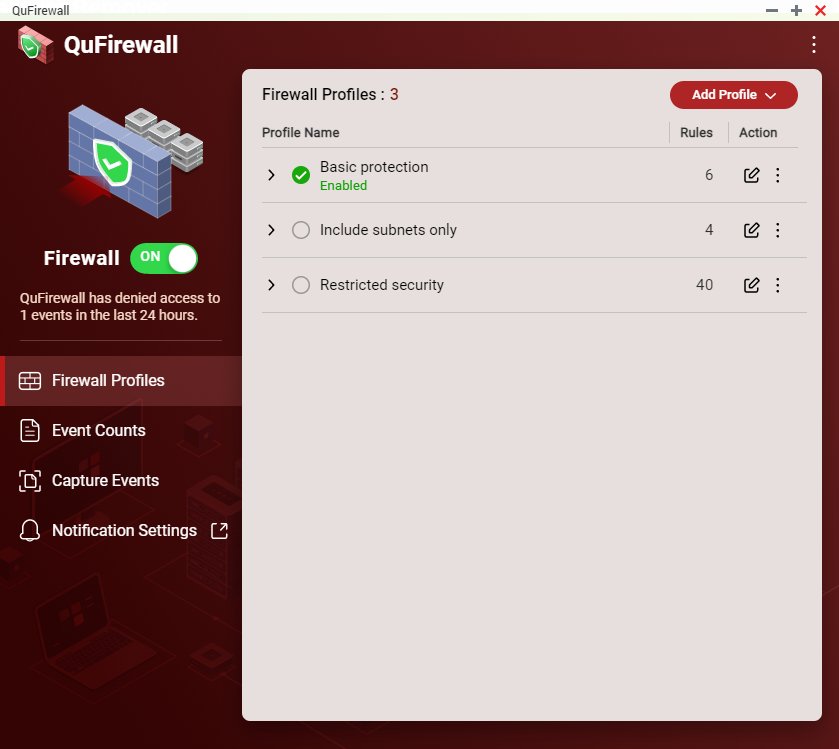 QuFirewall
QuFirewall
Firewall ON
QuFirewall has denied access to
1 events in the last 24 hours.
Firewall Profiles
Event Counts
Capture Events
Notification Settings
Firewall Profiles : 3
Add Profile
Profile Name Rules Action
Basic protection 6
Enabled
Include subnets only 4
Restricted security 40